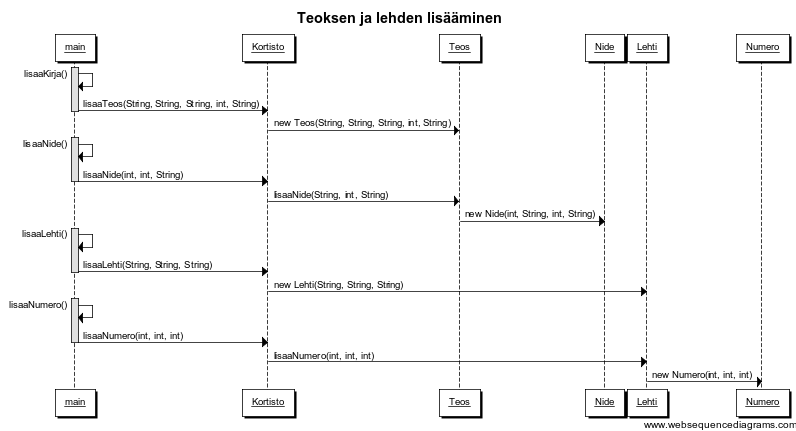 Teoksen ja lehden lisääminen
main Kortisto Teos Nide Lehti Numero
lisaaKirja()
lisaaTeos(String, String, String, int, String)
new Teos(String, String, String, int, String)
lisaaNide()
lisaaNide(int, int, String)
lisaaNide(String, int, String)
new Nide(int, String, int, String)
lisaaLehti()
lisaaLehti(String, String, String)
new Lehti(String, String, String)
lisaaNumero()
lisaaNumero(int, int, int)
lisaaNumero(int, int, int)
new Numero(int, int, int)
main Kortisto Teos Nide Lehti Numero
www.websequencediagrams.com